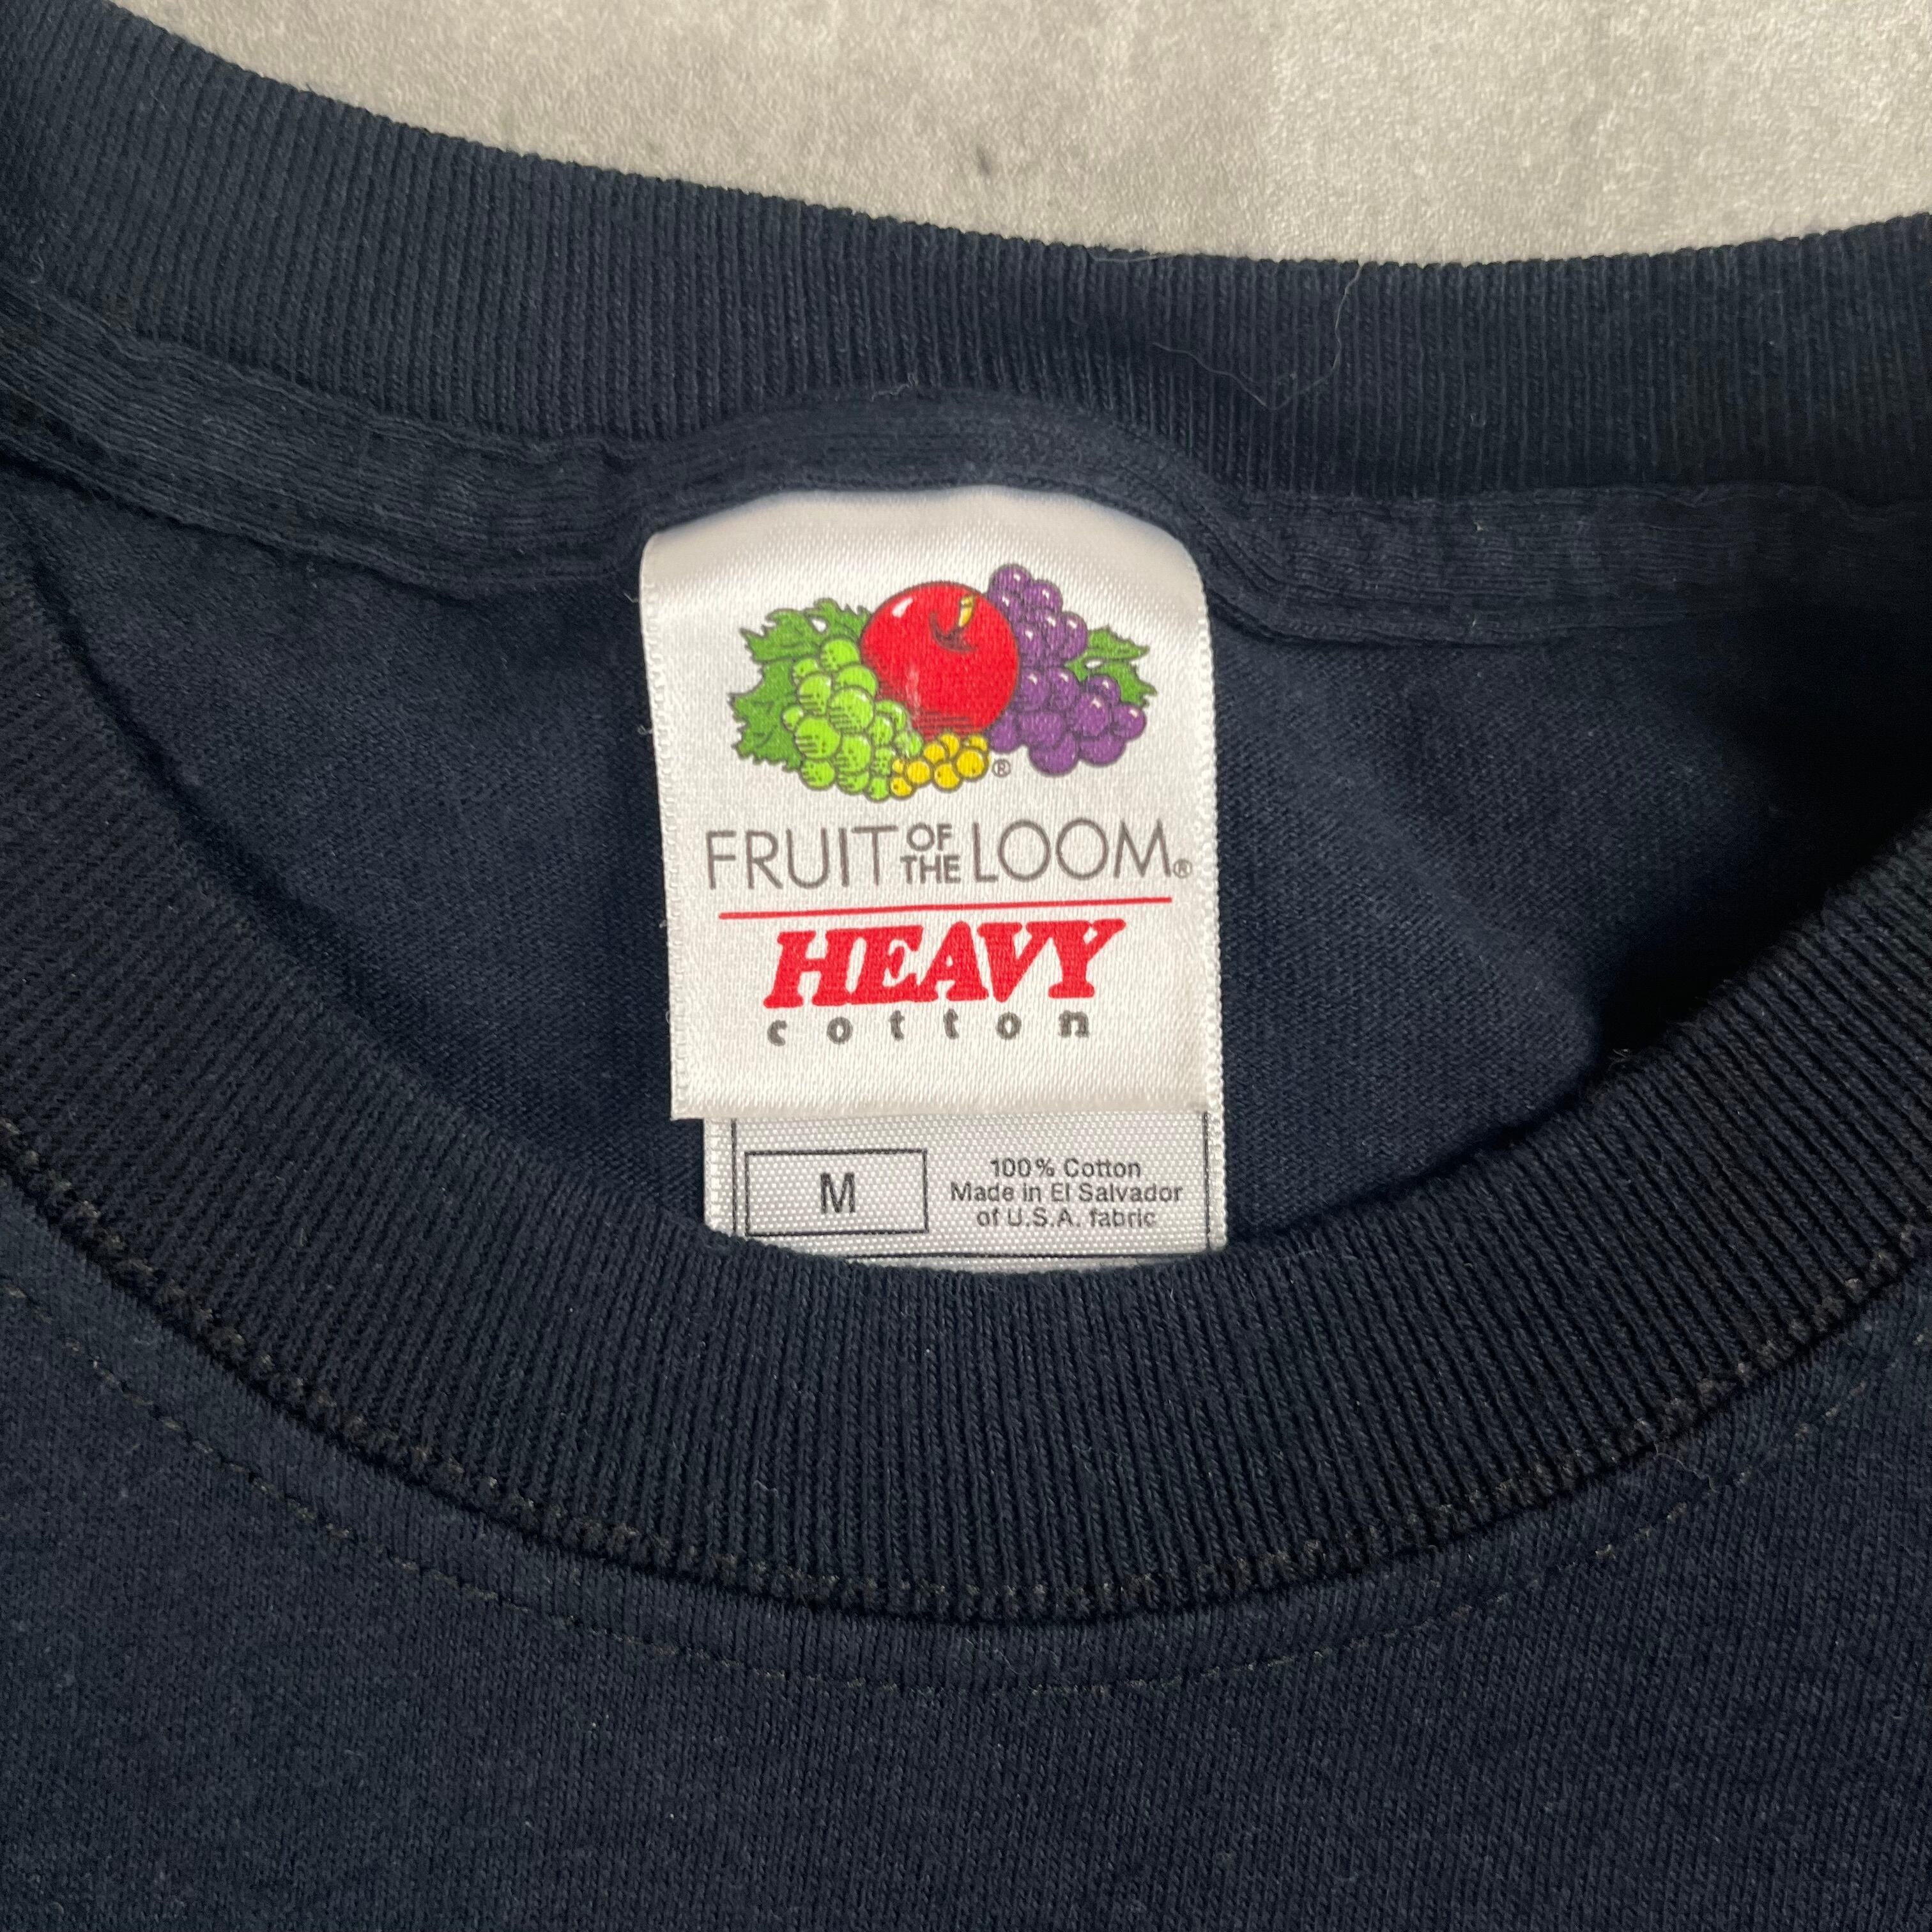 ®
FRUIT OF THE LOOM®
HEAVY
cotton
M
100% Cotton
Made in El Salvador
of U.S.A. fabric